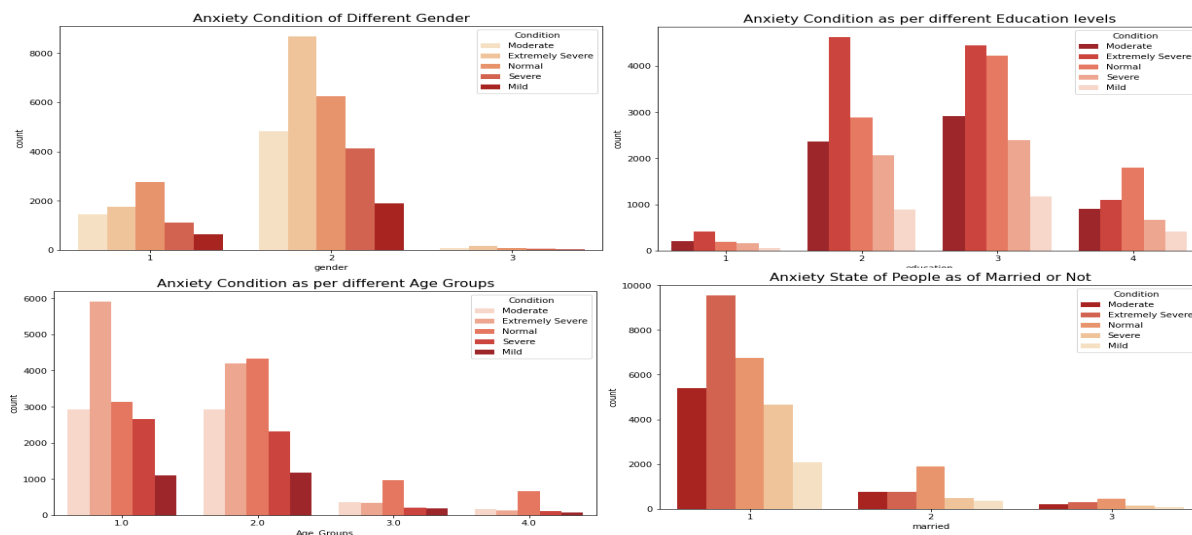 Anxiety Condition of Different Gender
8000
6000
4000
2000
0
count
Condition
Moderate
Extremely Severe
Normal
Severe
Mild
1 2 3
gender
Anxiety Condition as per different Education levels
4000
3000
2000
1000
0
count
Condition
Moderate
Extremely Severe
Normal
Severe
Mild
1 2 3 4
education
Anxiety Condition as per different Age Groups
6000
5000
4000
3000
2000
1000
0
count
Condition
Moderate
Extremely Severe
Normal
Severe
Mild
1.0 2.0 3.0 4.0
Age_Groups
Anxiety State of People as of Married or Not
10000
8000
6000
4000
2000
0
count
Condition
Moderate
Extremely Severe
Normal
Severe
Mild
1 2 3
married